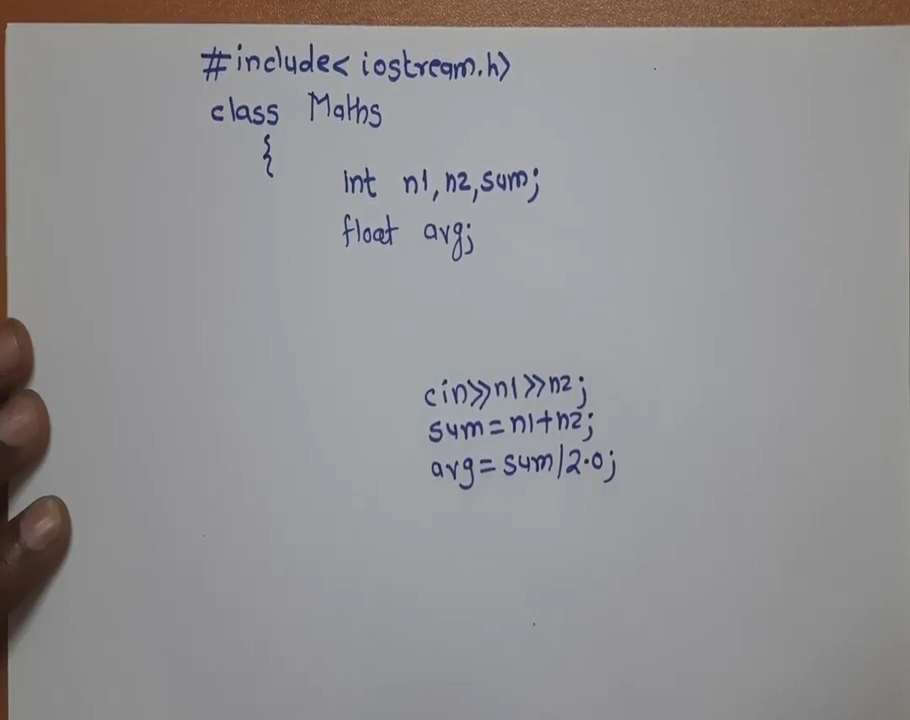 #include< iostream.h>
class Maths
{
int n1,n2,sum;
float avg;
cin>>n1>>n2;
sum=n1+n2;
avg=sum/2.0;